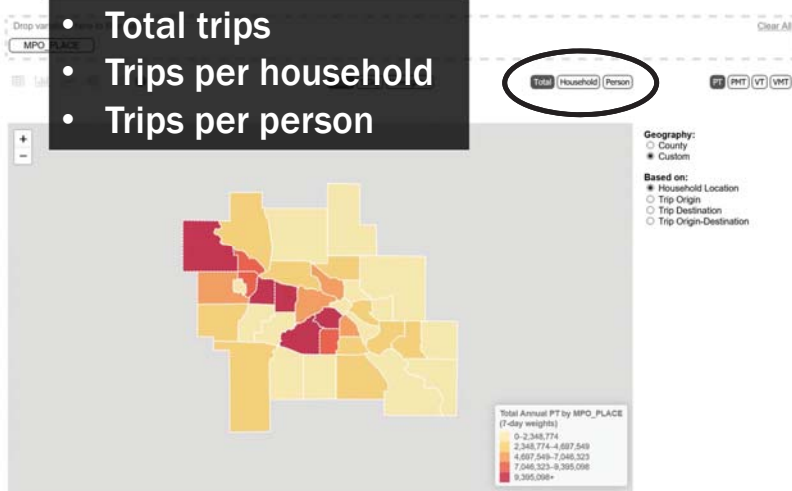 • Total trips
• Trips per household
• Trips per person
Clear All
Total Household Person
PT PMT VT VMT
+
−
Geography:
County
Custom
Based on:
Household Location
Trip Origin
Trip Destination
Trip Origin-Destination
Total Annual PT by MPO_PLACE
(7-day weights)
0–2,348,774
2,348,774–4,697,549
4,697,549–7,046,323
7,046,323–9,395,098
9,395,098+